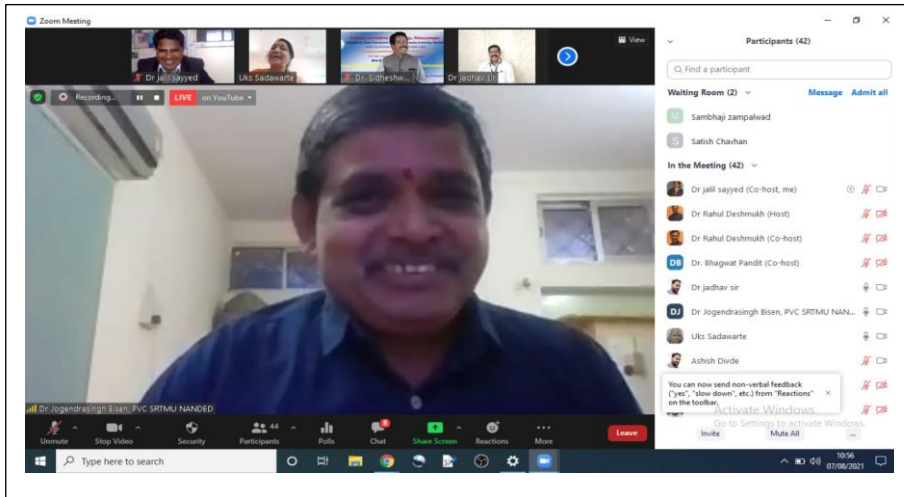 Zoom Meeting
Dr jalil sayyed
Uks Sadawarte
Dr. Sidheshw...
Dr jadhav sir
View
Recording...
LIVE on YouTube
Dr Jogendrasingh Bisen, PVC SRTMU NANDED
Participants (42)
Find a participant
Waiting Room (2)
Message
Admit all
SZ
Sambhaji zampalwad
S
Satish Chavhan
In the Meeting (42)
Dr jalil sayyed (Co-host, me)
Dr Rahul Deshmukh (Host)
Dr Rahul Deshmukh (Co-host)
DB
Dr. Bhagwat Pandit (Co-host)
Dr jadhav sir
DJ
Dr Jogendrasingh Bisen, PVC SRTMU NAN...
Uks Sadawarte
Ashish Divde
You can now send non-verbal feedback
("yes", "slow down", etc.) from "Reactions"
on the toolbar.
Activate Windows
Go to Settings to activate Windows.
Invite
Mute All
...
Unmute
Stop Video
Security
44
Participants
Polls
8
Chat
Share Screen
Reactions
More
Leave
Type here to search
10:56
07/08/2021